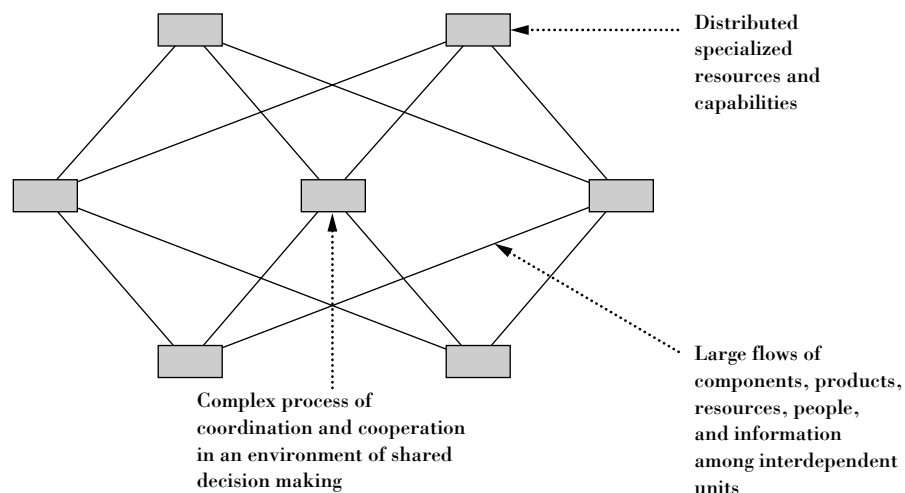 Distributed
specialized
resources and
capabilities
Large flows of
components, products,
resources, people,
and information
among interdependent
units
Complex process of
coordination and cooperation
in an environment of shared
decision making